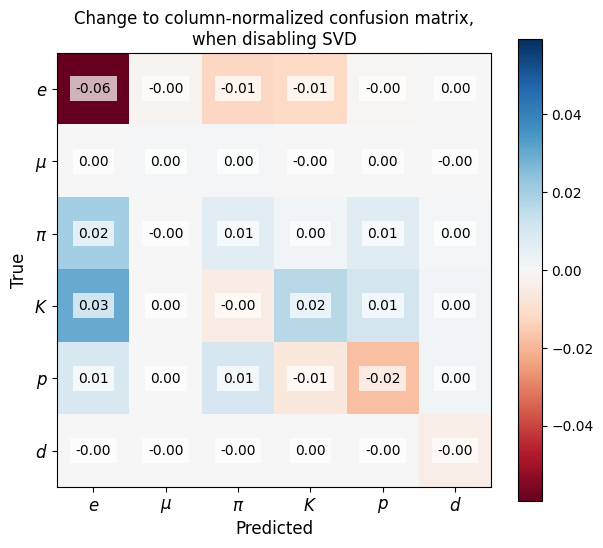 Change to column-normalized confusion matrix,
when disabling SVD
e -0.06 -0.00 -0.01 -0.01 -0.00 0.00
μ 0.00 0.00 0.00 -0.00 0.00 -0.00
π 0.02 -0.00 0.01 0.00 0.01 0.00
K 0.03 0.00 -0.00 0.02 0.01 0.00
p 0.01 0.00 0.01 -0.01 -0.02 0.00
d -0.00 -0.00 -0.00 0.00 -0.00 -0.00
e μ π K p d
Predicted
True
0.04
0.02
0.00
−0.02
−0.04